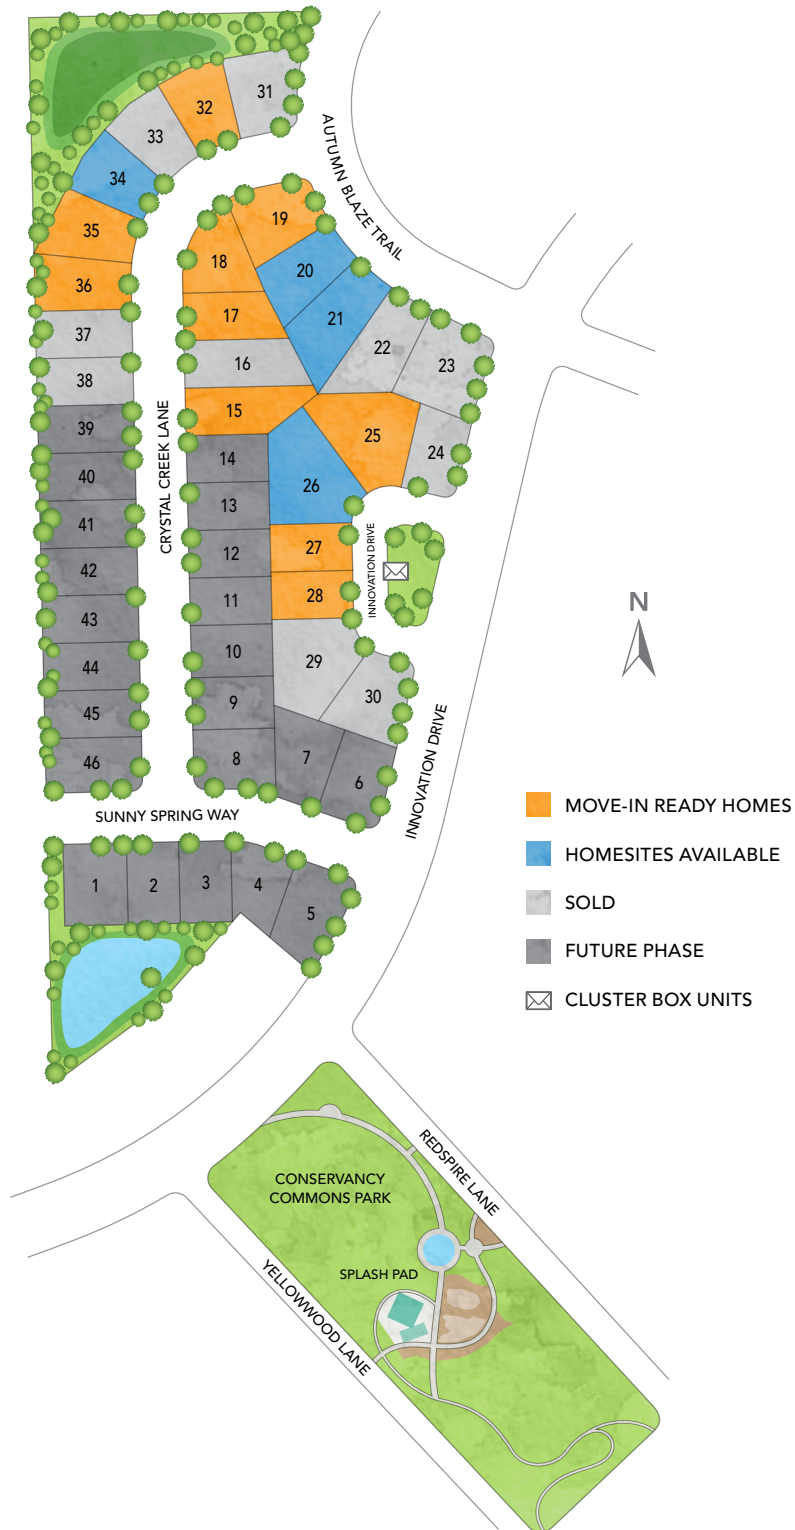 31
32
33
34
AUTUMN BLAZE TRAIL
35
36
37
38
39
40
41
42
43
44
45
46
19
18
20
17
21
16
22
23
15
25
24
14
26
13
12
27
11
28
10
29
9
30
8
7
6
CRYSTAL CREEK LANE
INNOVATION DRIVE
N
INNOVATION DRIVE
SUNNY SPRING WAY
1
2
3
4
5
MOVE-IN READY HOMES
HOMESITES AVAILABLE
SOLD
FUTURE PHASE
CLUSTER BOX UNITS
REDSPIRE LANE
CONSERVANCY
COMMONS PARK
SPLASH PAD
YELLOWWOOD LANE